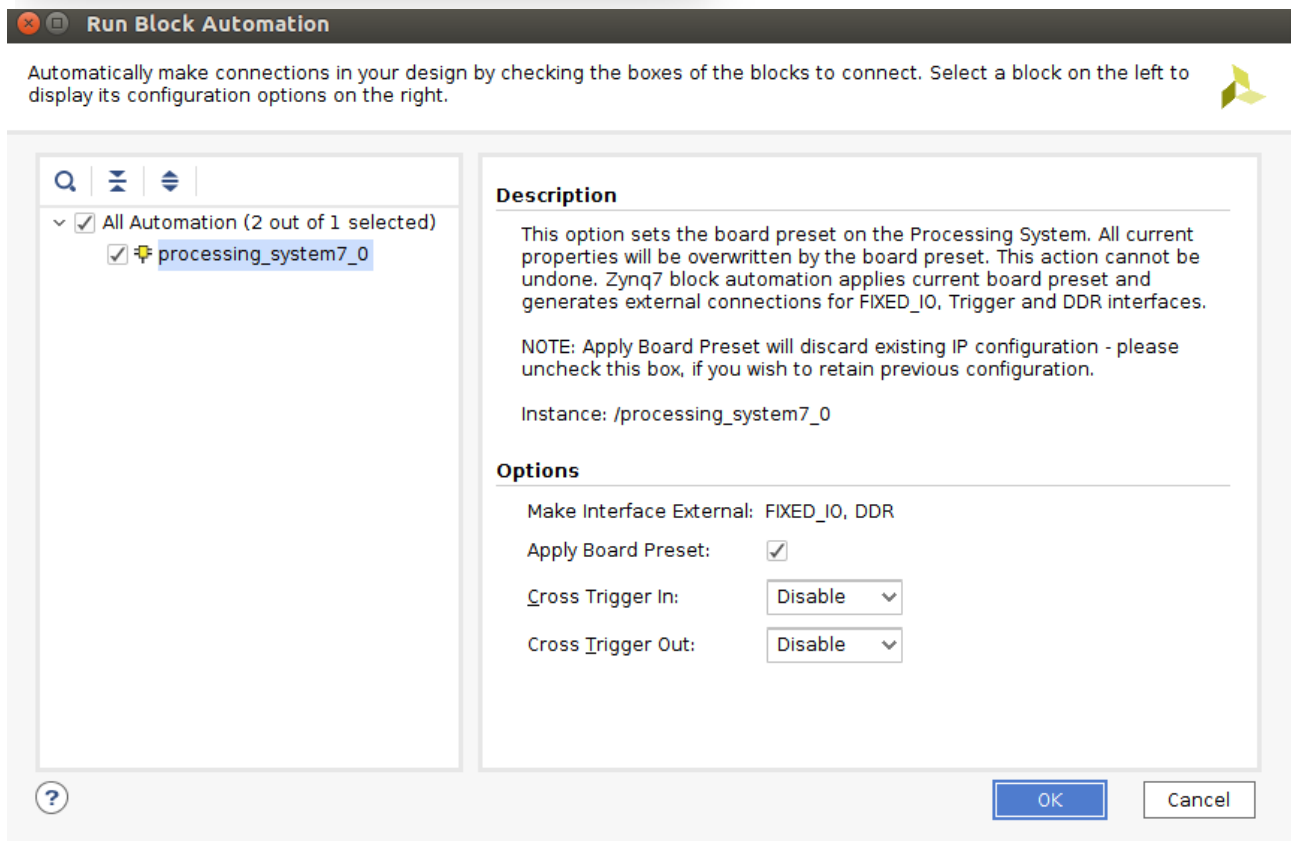 Run Block Automation
Automatically make connections in your design by checking the boxes of the blocks to connect. Select a block on the left to
display its configuration options on the right.
All Automation (2 out of 1 selected)
processing_system7_0
Description
This option sets the board preset on the Processing System. All current
properties will be overwritten by the board preset. This action cannot be
undone. Zynq7 block automation applies current board preset and
generates external connections for FIXED_IO, Trigger and DDR interfaces.
NOTE: Apply Board Preset will discard existing IP configuration - please
uncheck this box, if you wish to retain previous configuration.
Instance: /processing_system7_0
Options
Make Interface External: FIXED_IO, DDR
Apply Board Preset:
Cross Trigger In: Disable
Cross Trigger Out: Disable
?
OK Cancel